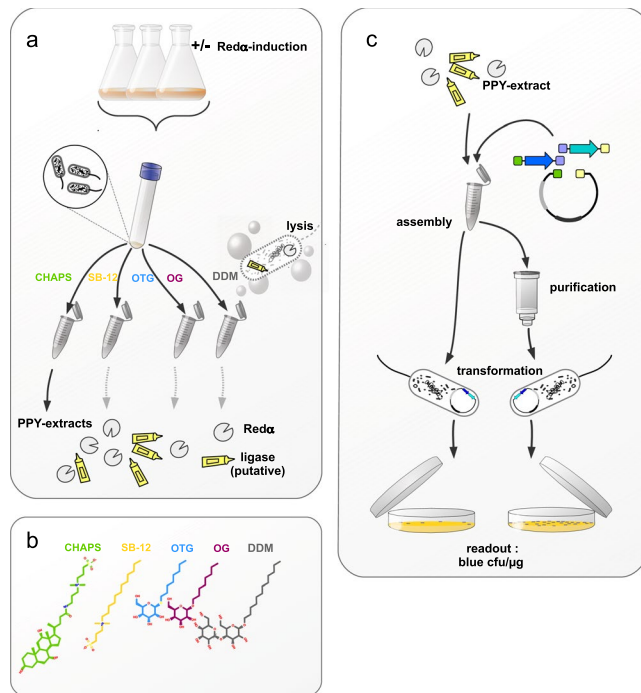 a
+/- Redα-induction
lysis
CHAPS SB-12 OTG OG DDM
PPY-extracts
Redα
ligase
(putative)
b
CHAPS SB-12 OTG OG DDM
c
PPY-extract
assembly
purification
transformation
readout :
blue cfu/µg